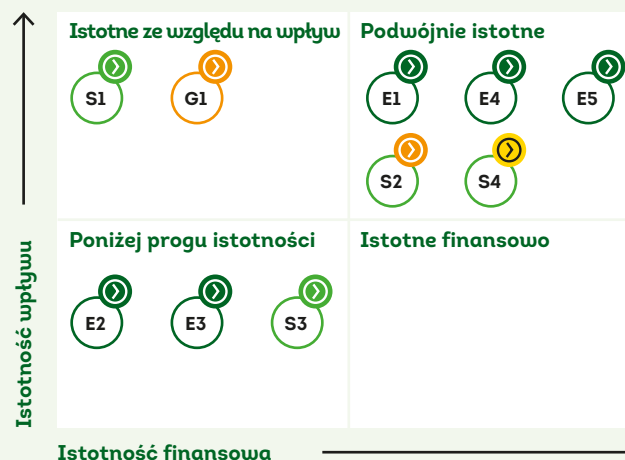 Istotne ze względu na wpływ
S1 G1
Podwójnie istotne
E1 E4 E5
S2 S4
Poniżej progu istotności
E2 E3 S3
Istotne finansowo
Istotność wpływu
Istotność finansowa